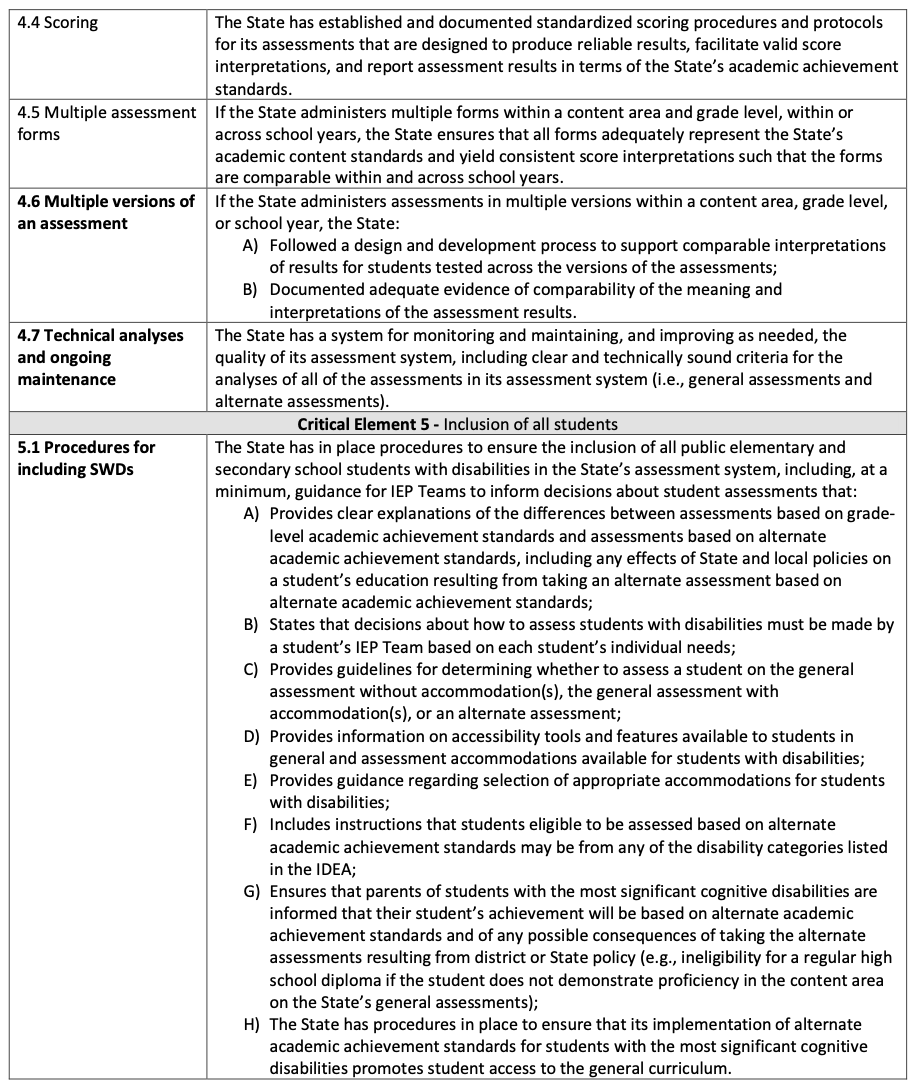 4.4 Scoring
The State has established and documented standardized scoring procedures and protocols
for its assessments that are designed to produce reliable results, facilitate valid score
interpretations, and report assessment results in terms of the State’s academic achievement
standards.
4.5 Multiple assessment
forms
If the State administers multiple forms within a content area and grade level, within or
across school years, the State ensures that all forms adequately represent the State’s
academic content standards and yield consistent score interpretations such that the forms
are comparable within and across school years.
4.6 Multiple versions of
an assessment
If the State administers assessments in multiple versions within a content area, grade level,
or school year, the State:
A) Followed a design and development process to support comparable interpretations
of results for students tested across the versions of the assessments;
B) Documented adequate evidence of comparability of the meaning and
interpretations of the assessment results.
4.7 Technical analyses
and ongoing
maintenance
The State has a system for monitoring and maintaining, and improving as needed, the
quality of its assessment system, including clear and technically sound criteria for the
analyses of all of the assessments in its assessment system (i.e., general assessments and
alternate assessments).
Critical Element 5 - Inclusion of all students
5.1 Procedures for
including SWDs
The State has in place procedures to ensure the inclusion of all public elementary and
secondary school students with disabilities in the State’s assessment system, including, at a
minimum, guidance for IEP Teams to inform decisions about student assessments that:
A) Provides clear explanations of the differences between assessments based on grade-
level academic achievement standards and assessments based on alternate
academic achievement standards, including any effects of State and local policies on
a student’s education resulting from taking an alternate assessment based on
alternate academic achievement standards;
B) States that decisions about how to assess students with disabilities must be made by
a student’s IEP Team based on each student’s individual needs;
C) Provides guidelines for determining whether to assess a student on the general
assessment without accommodation(s), the general assessment with
accommodation(s), or an alternate assessment;
D) Provides information on accessibility tools and features available to students in
general and assessment accommodations available for students with disabilities;
E) Provides guidance regarding selection of appropriate accommodations for students
with disabilities;
F) Includes instructions that students eligible to be assessed based on alternate
academic achievement standards may be from any of the disability categories listed
in the IDEA;
G) Ensures that parents of students with the most significant cognitive disabilities are
informed that their student’s achievement will be based on alternate academic
achievement standards and of any possible consequences of taking the alternate
assessments resulting from district or State policy (e.g., ineligibility for a regular high
school diploma if the student does not demonstrate proficiency in the content area
on the State’s general assessments);
H) The State has procedures in place to ensure that its implementation of alternate
academic achievement standards for students with the most significant cognitive
disabilities promotes student access to the general curriculum.